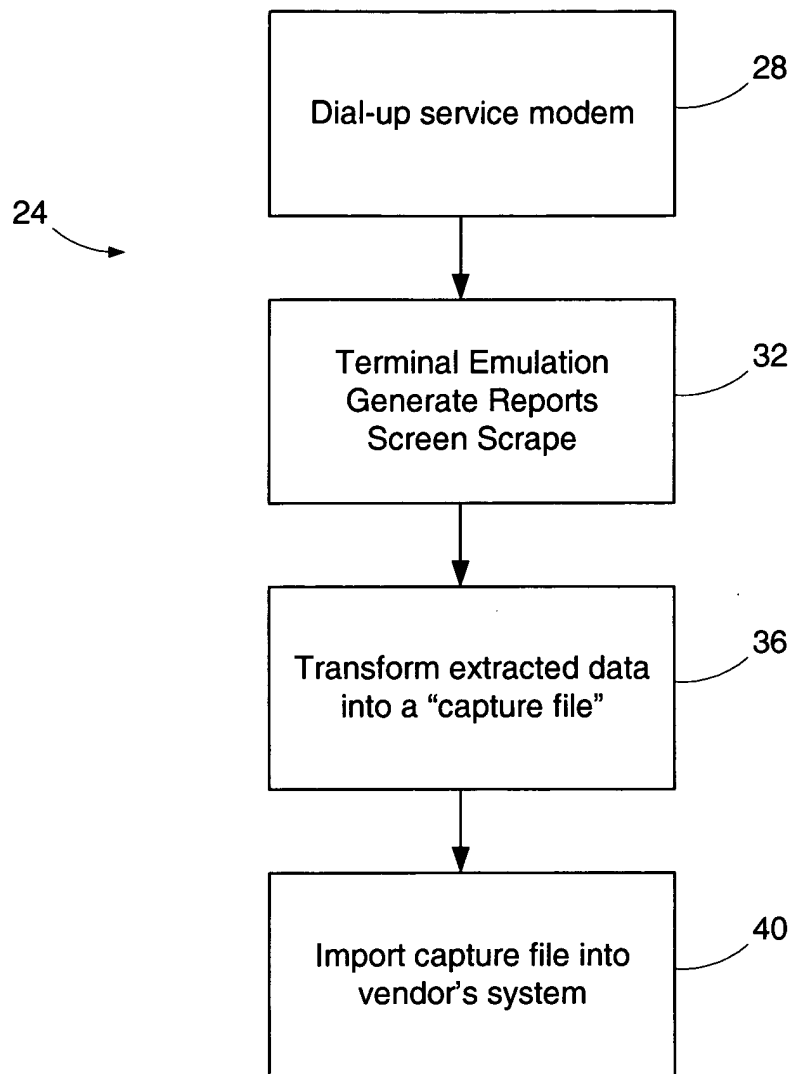 28
Dial-up service modem
24
32
Terminal Emulation
Generate Reports
Screen Scrape
36
Transform extracted data
into a “capture file”
40
Import capture file into
vendor’s system